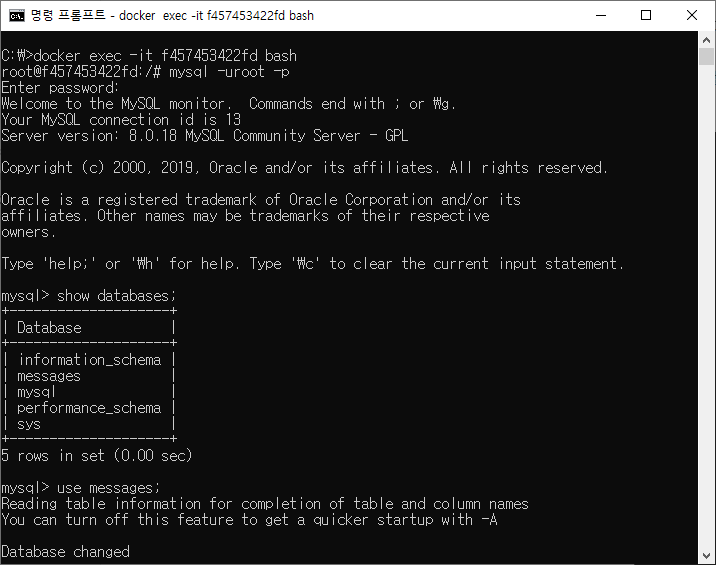 명령 프롬프트 - docker  exec -it f457453422fd bash
C:\>docker exec -it f457453422fd bash
root@f457453422fd:/# mysql -uroot -p
Enter password:
Welcome to the MySQL monitor.  Commands end with ; or ₩g.
Your MySQL connection id is 13
Server version: 8.0.18 MySQL Community Server - GPL
Copyright (c) 2000, 2019, Oracle and/or its affiliates. All rights reserved.
Oracle is a registered trademark of Oracle Corporation and/or its
affiliates. Other names may be trademarks of their respective
owners.
Type 'help;' or '₩h' for help. Type '₩c' to clear the current input statement.
mysql> show databases;
+--------------------+
| Database           |
+--------------------+
| information_schema |
| messages           |
| mysql              |
| performance_schema |
| sys                |
+--------------------+
5 rows in set (0.00 sec)
mysql> use messages;
Reading table information for completion of table and column names
You can turn off this feature to get a quicker startup with -A
Database changed